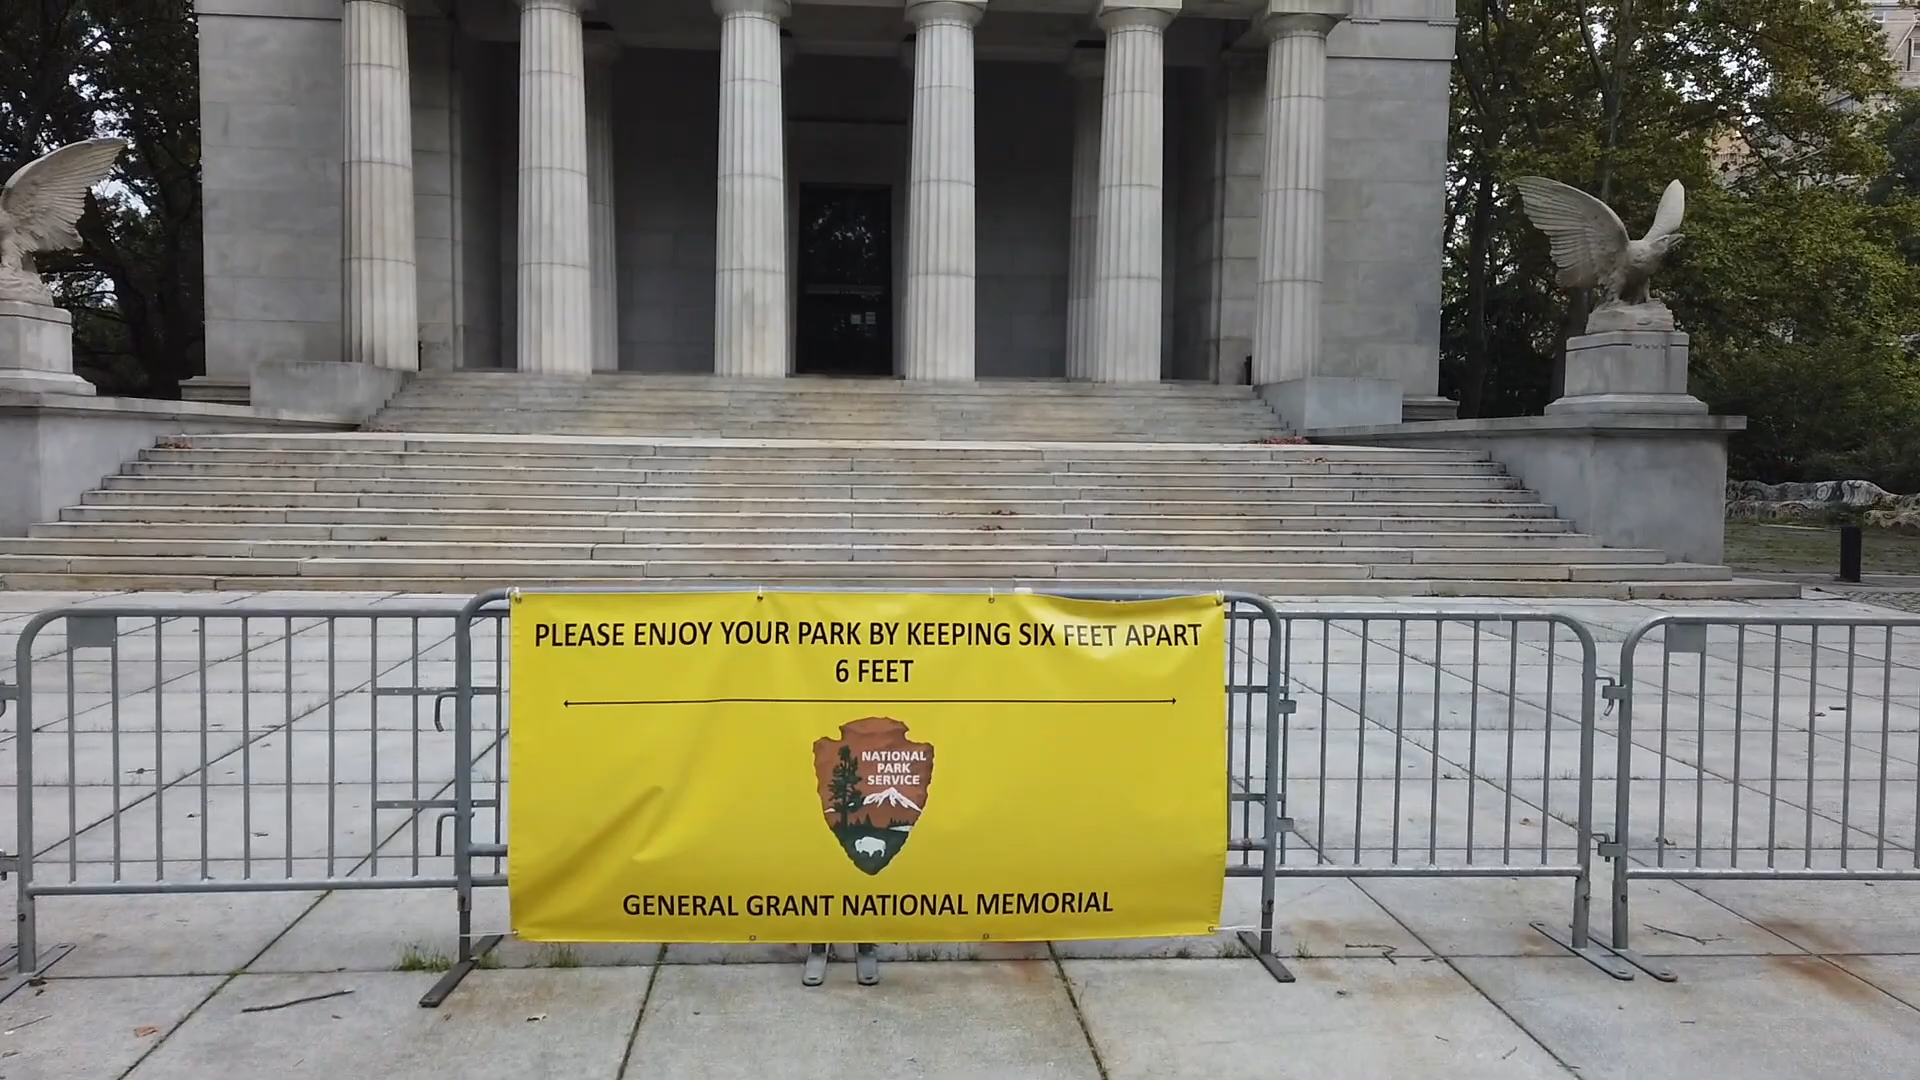 PLEASE ENJOY YOUR PARK BY KEEPING SIX FEET APART
6 FEET
NATIONAL
PARK
SERVICE
GENERAL GRANT NATIONAL MEMORIAL